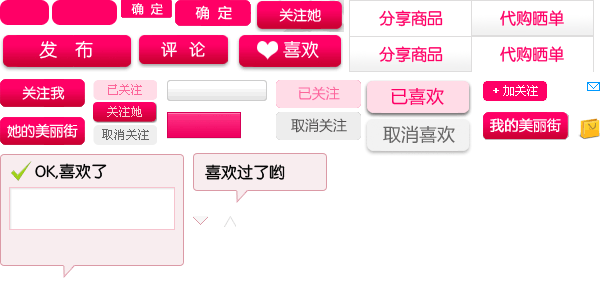 确 定
确 定
关注她
分享商品
代购晒单
发 布
评 论
喜欢
分享商品
代购晒单
关注我
已关注
已关注
已喜欢
+ 加关注
关注她
她的美丽街
取消关注
取消关注
取消喜欢
我的美丽街
OK,喜欢了
喜欢过了哟